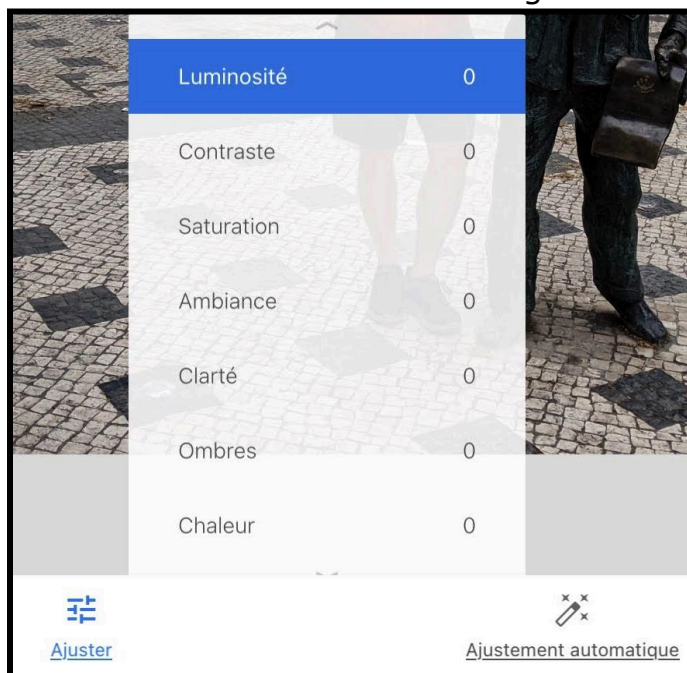 Luminosité 0
Contraste 0
Saturation 0
Ambiance 0
Clarté 0
Ombres 0
Chaleur 0
Ajuster Ajustement automatique